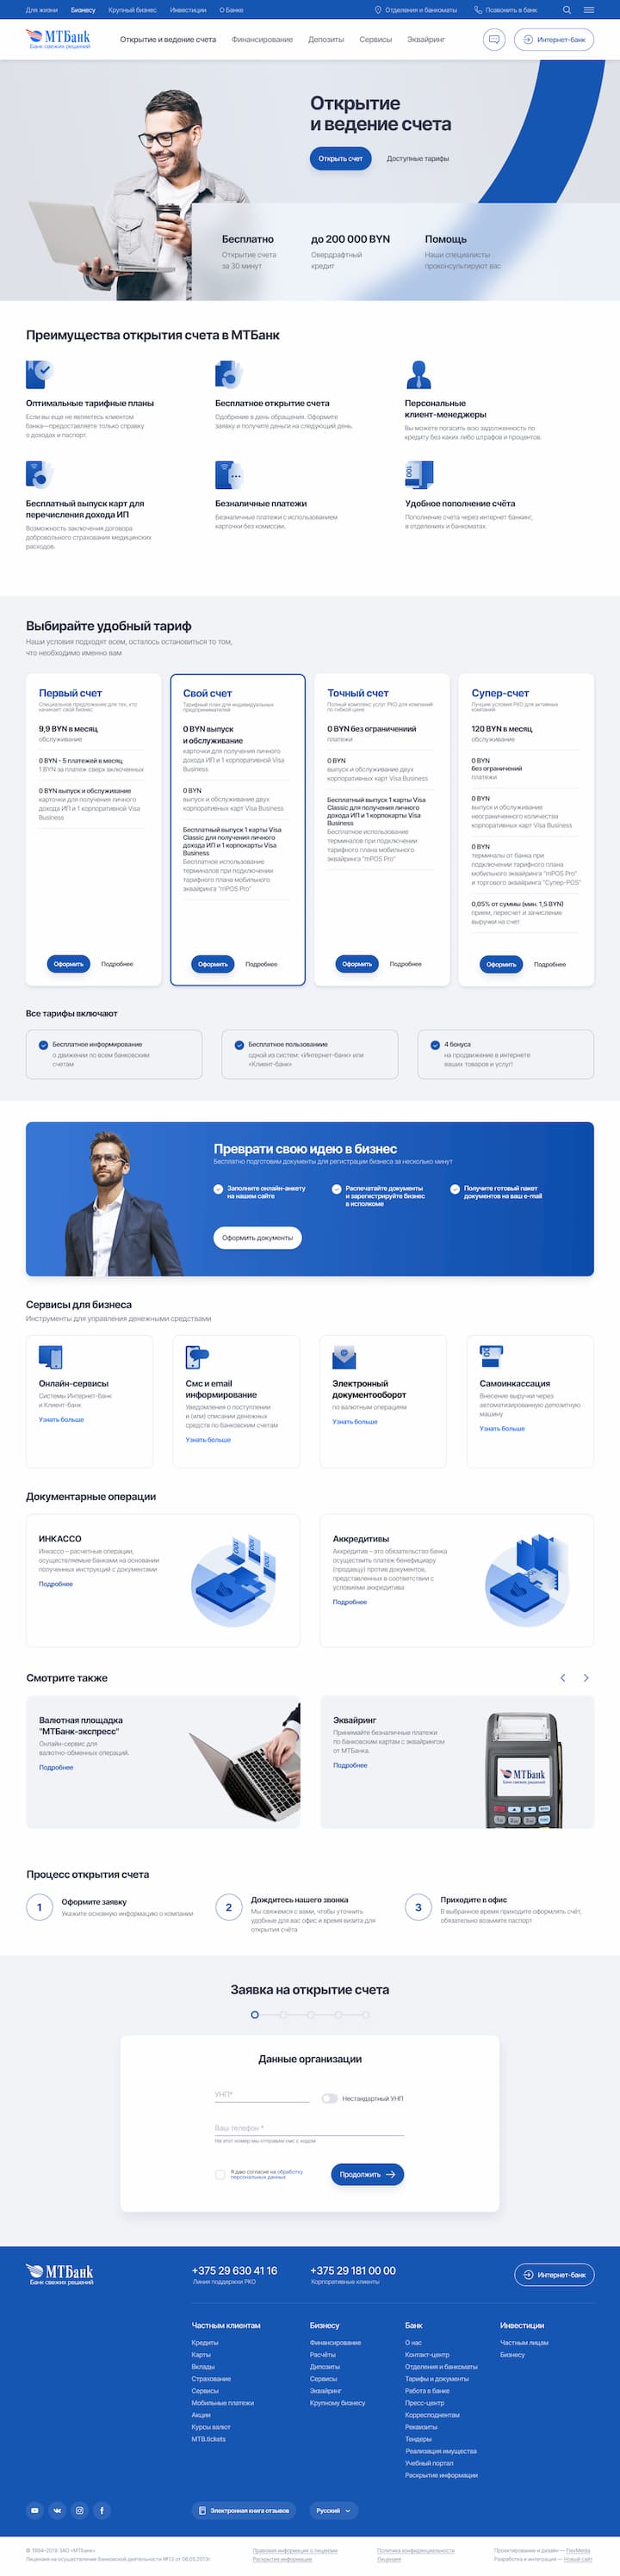 Для жизни Бизнесу Крупный бизнес Инвестиции О Банке Отделения и банкоматы Позвонить в банк
МТБанк
Банк свежих решений
Открытие и ведение счета Финансирование Депозиты Сервисы Эквайринг Интернет-банк
Открытие
и ведение счета
Открыть счет Доступные тарифы
Бесплатно
Открытие счета
за 30 минут
до 200 000 BYN
Овердрафтный
кредит
Помощь
Наши специалисты
проконсультируют вас
Преимущества открытия счета в МТБанк
Оптимальные тарифные планы
Если вы еще не являетесь клиентом
банка—предоставляете только справку
о доходах и паспорт.
Бесплатное открытие счета
Одобрение в день обращения. Оформите
заявку и получите деньги на следующий день.
Персональные
клиент-менеджеры
Вы можете погасить всю задолженность по
кредиту без каких либо штрафов и процентов.
Бесплатный выпуск карт для
перечисления дохода ИП
Возможность заключения договора
добровольного страхования медицинских
расходов.
Безналичные платежи
Безналичные платежи с использованием
карточки без комиссии.
Удобное пополнение счёта
Пополнение счета через интернет банкинг,
в отделениях и банкоматах.
Выбирайте удобный тариф
Наши условия подходят всем, осталось остановиться то том,
что необходимо именно вам
Первый счет
Специальное предложение для тех, кто
начинает свой бизнес
9,9 BYN в месяц
обслуживание
0 BYN - 5 платежей в месяц
1 BYN за платеж сверх включенных
0 BYN выпуск и обслуживание
карточки для получения личного
дохода ИП и 1 корпоративной Visa
Business
Оформить Подробнее
Свой счет
Тарифный план для индивидуальных
предпринимателей
0 BYN выпуск
и обслуживание
карточки для получения личного
дохода ИП и 1 корпоративной Visa
Business
0 BYN
выпуск и обслуживание двух
корпоративных карт Visa Business
Бесплатный выпуск 1 карты Visa
Classic для получения личного
дохода ИП и 1 корпокарты Visa
Business
Бесплатное использование
терминалов при подключении
тарифного плана мобильного
эквайринга "mPOS Pro"
Оформить Подробнее
Точный счет
Полный комплекс услуг РКО для компаний
по гибкой цене
0 BYN без ограничениий
платежи
0 BYN
выпуск и обслуживание двух
корпоративных карт Visa Business
Бесплатный выпуск 1 карты Visa
Classic для получения личного
дохода ИП и 1 корпокарты Visa
Business
Бесплатное использование
терминалов при подключении
тарифного плана мобильного
эквайринга "mPOS Pro"
Оформить Подробнее
Супер-счет
Лучшие условия РКО для активных
компаний
120 BYN в месяц
обслуживание
0 BYN
без ограничений
платежи
0 BYN
выпуск и обслуживание
неограниченного количества
корпоративных карт Visa Business
0 BYN
терминалы от банка при
подключении тарифного плана
мобильного эквайринга "mPOS Pro"
и торгового эквайринга "Супер-POS"
0,05% от суммы (мин. 1,5 BYN)
прием, пересчет и зачисление
выручки на счет
Оформить Подробнее
Все тарифы включают
Бесплатное информирование
о движении по всем банковским
счетам
Бесплатное пользование
одной из систем: «Интернет-банк» или
«Клиент-банк»
4 бонуса
на продвижение в интернете
ваших товаров и услуг!
Преврати свою идею в бизнес
Бесплатно подготовим документы для регистрации бизнеса за несколько минут
Заполните онлайн-анкету
на нашем сайте
Распечатайте документы
и зарегистрируйте бизнес
в исполкоме
Получите готовый пакет
документов на ваш e-mail
Оформить документы
Сервисы для бизнеса
Инструменты для управления денежными средствами
Онлайн-сервисы
Системы Интернет-банк
и Клиент-банк
Узнать больше
Смс и email
информирование
Уведомления о поступлении
и (или) списании денежных
средств по банковским счетам
Узнать больше
Электронный
документооборот
по валютным операциям
Узнать больше
Самоинкассация
Внесение выручки через
автоматизированную депозитную
машину
Узнать больше
Документарные операции
ИНКАССО
Инкассо – расчетные операции,
осуществляемые банками на основании
полученных инструкций с документами
Подробнее
Аккредитивы
Аккредитив – это обязательство банка
осуществить платеж бенефициару
(продавцу) против документов,
представленных в соответствии с
условиями аккредитива
Подробнее
Смотрите также
Валютная площадка
"МТБанк-экспресс"
Онлайн-сервис для
валютно-обменных операций.
Подробнее
Эквайринг
Принимайте безналичные платежи
по банковским картам с эквайрингом
от МТБанка.
Подробнее
МТБанк
Банк свежих решений
Процесс открытия счета
1
Оформите заявку
Укажите основную информацию о компании
2
Дождитесь нашего звонка
Мы свяжемся с вами, чтобы уточнить
удобные для вас офис и время визита для
открытия счёта
3
Приходите в офис
В выбранное время приходите оформлять счёт,
обязательно возьмите паспорт
Заявка на открытие счета
Данные организации
УНП* Нестандартный УНП
Ваш телефон *
На этот номер мы отправим смс с кодом
Я даю согласие на обработку
персональных данных
Продолжить
МТБанк
Банк свежих решений
+375 29 630 41 16
Линия поддержки РКО
+375 29 181 00 00
Корпоративные клиенты
Интернет-банк
Частным клиентам
Кредиты
Карты
Вклады
Страхование
Сервисы
Мобильные платежи
Акции
Курсы валют
MTB.tickets
Бизнесу
Финансирование
Расчёты
Депозиты
Сервисы
Эквайринг
Крупному бизнесу
Банк
О нас
Контакт-центр
Отделения и банкоматы
Тарифы и документы
Работа в банке
Пресс-центр
Корреспондентам
Реквизиты
Тендеры
Реализация имущества
Учебный портал
Раскрытие информации
Инвестиции
Частным лицам
Бизнесу
Электронная книга отзывов Русский
© 1994-2019 ЗАО «МТБанк»
Лицензия на осуществление банковской деятельности №13 от 06.05.2013г.
Правовая информация о лицензии
Раскрытие информации
Политика конфиденциальности
Лицензия
Проектирование и дизайн — FlexMedia
Разработка и интеграция — Новый сайт